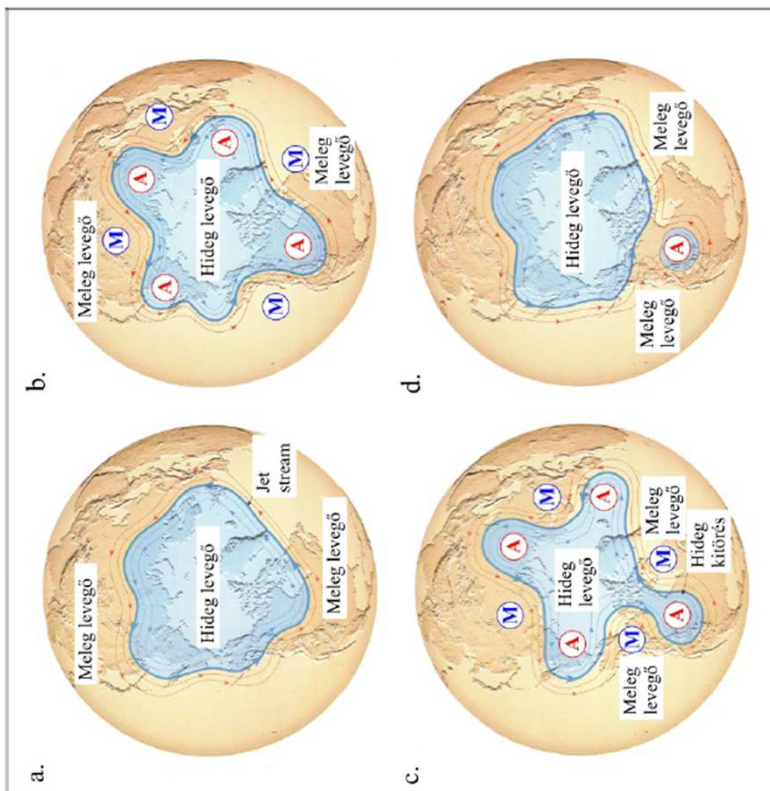 a.
Meleg levegő
Hideg levegő
Jet
stream
Meleg levegő
b.
Meleg levegő
M
M
A
A
A
Hideg levegő
A
M
M
Meleg
levegő
c.
M
A
M
A
Hideg
levegő
A
Meleg
levegő
M
A
M
Meleg
levegő
Hideg
kitörés
d.
Hideg levegő
Meleg
levegő
A
Meleg
levegő